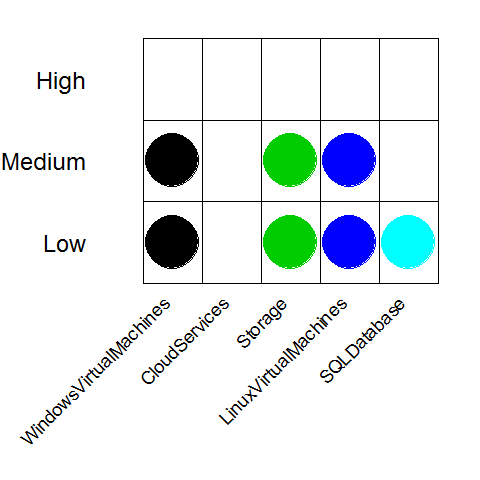 High
Medium
Low
WindowsVirtualMachines
CloudServices
Storage
LinuxVirtualMachines
SQLDatabase